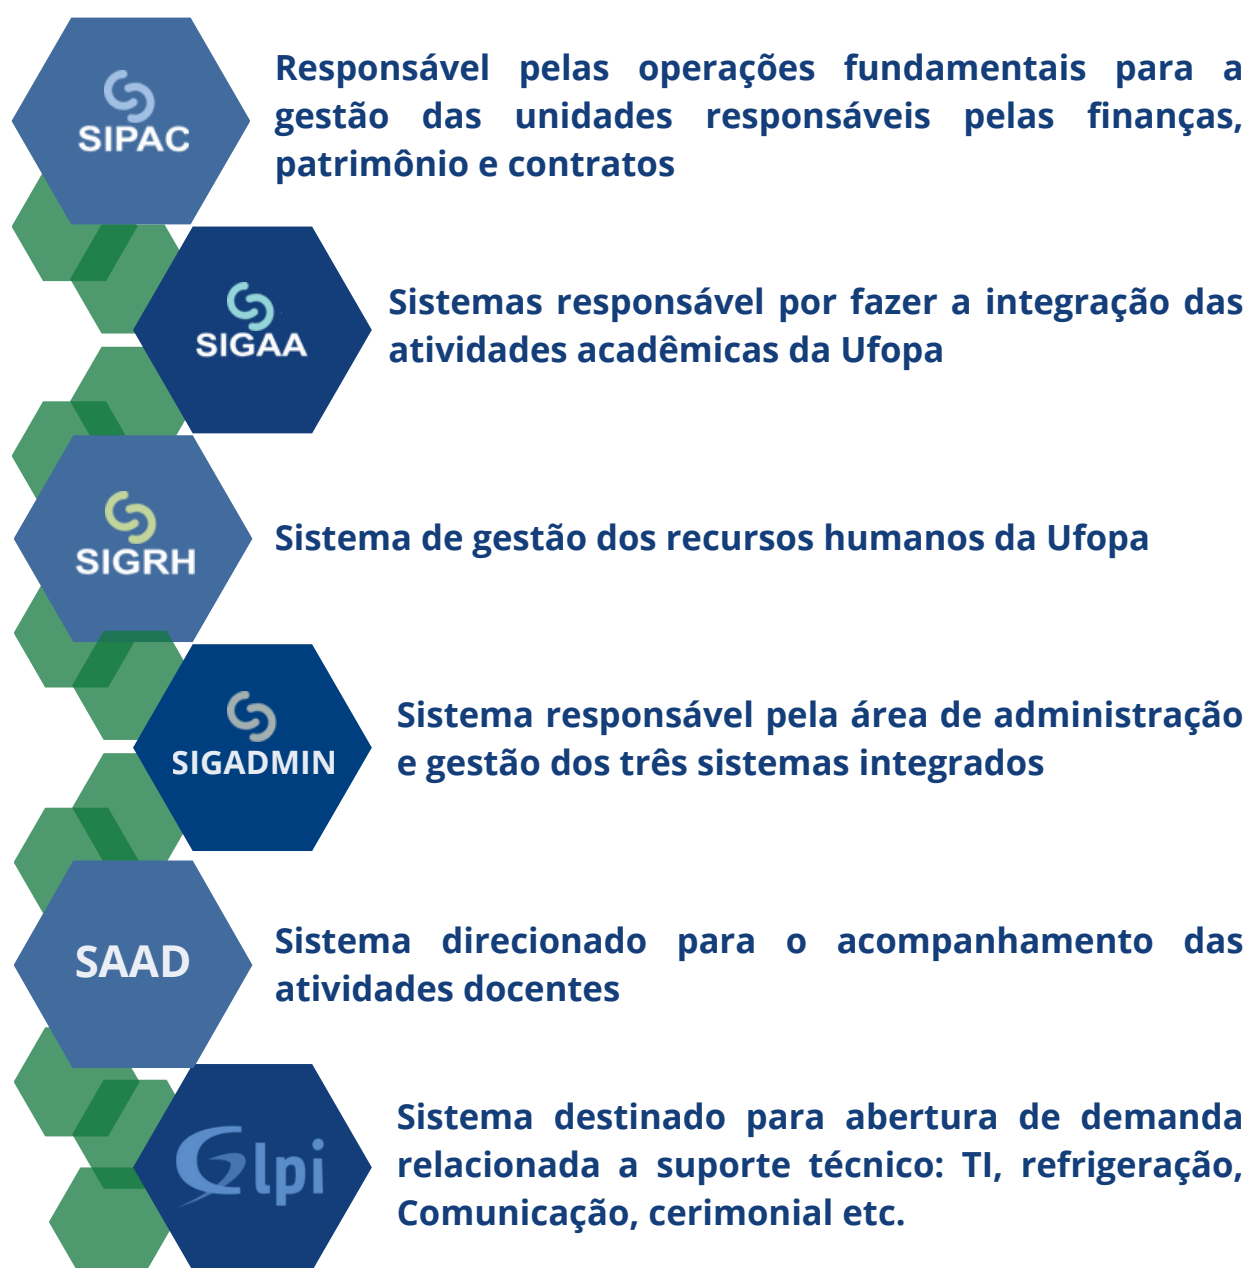 SIPAC
Responsável pelas operações fundamentais para a
gestão das unidades responsáveis pelas finanças,
patrimônio e contratos
SIGAA
Sistemas responsável por fazer a integração das
atividades acadêmicas da Ufopa
SIGRH
Sistema de gestão dos recursos humanos da Ufopa
SIGADMIN
Sistema responsável pela área de administração
e gestão dos três sistemas integrados
SAAD
Sistema direcionado para o acompanhamento das
atividades docentes
Glpi
Sistema destinado para abertura de demanda
relacionada a suporte técnico: TI, refrigeração,
Comunicação, cerimonial etc.